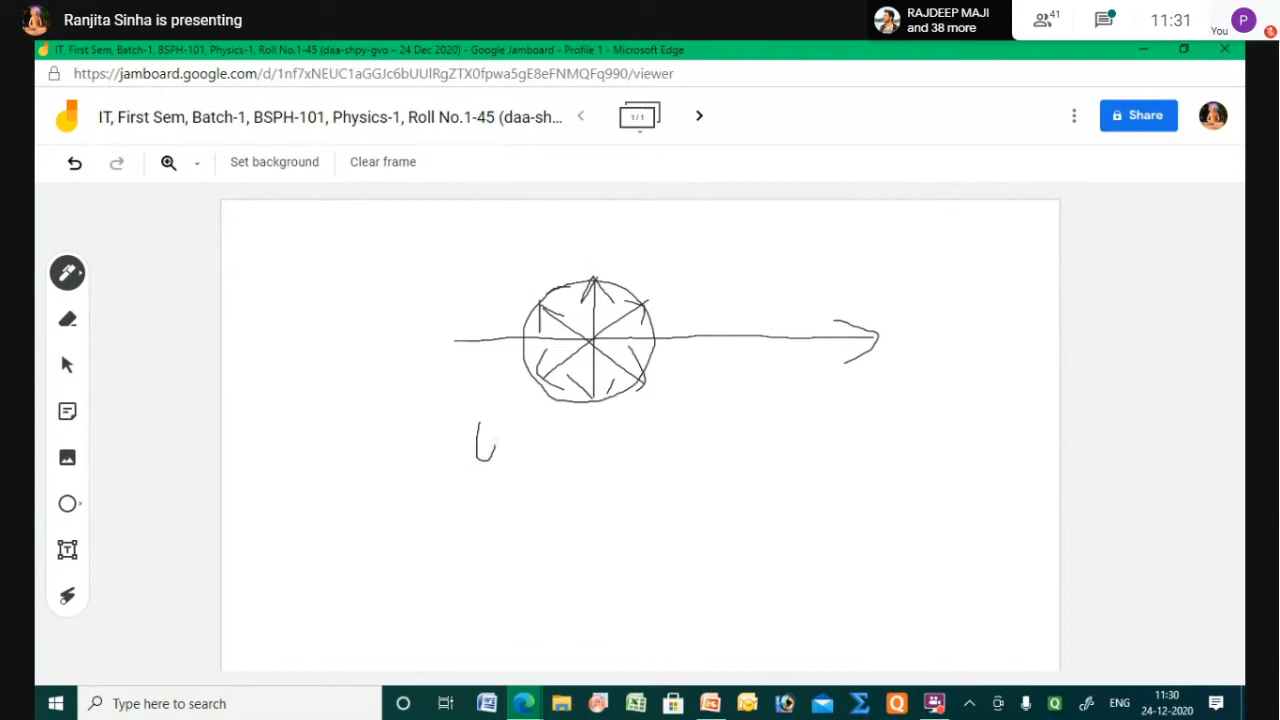 Ranjita Sinha is presenting
RAJDEEP MAJI
and 38 more
41
11:31
P
You
IT, First Sem, Batch-1, BSPH-101, Physics-1, Roll No.1-45 (daa-shpy-gvo – 24 Dec 2020) - Google Jamboard - Profile 1 - Microsoft Edge
https://jamboard.google.com/d/1nf7xNEUC1aGGJc6bUUlRgZTX0fpwa5gE8eFNMQFq990/viewer
IT, First Sem, Batch-1, BSPH-101, Physics-1, Roll No.1-45 (daa-sh...
1/1
Share
Set background
Clear frame
Type here to search
ENG
11:30
24-12-2020